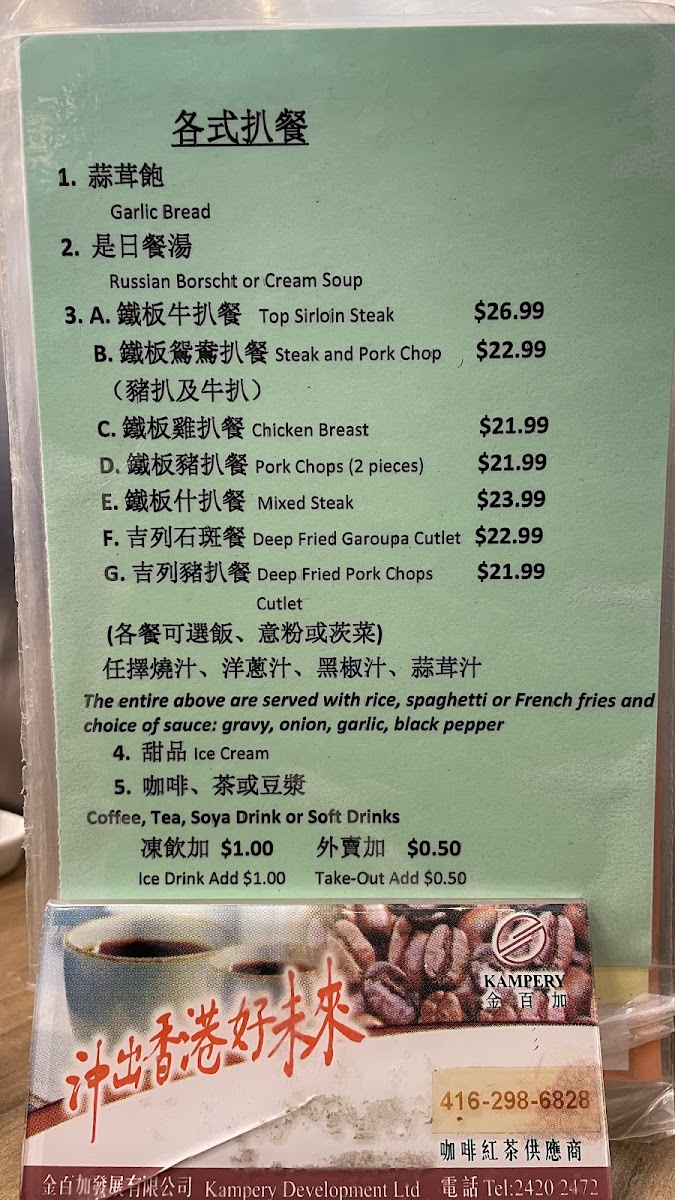 各式扒餐
1. 蒜茸飽
Garlic Bread
2. 是日餐湯
Russian Borscht or Cream Soup
3. A. 鐵板牛扒餐 Top Sirloin Steak $26.99
B. 鐵板鴛鴦扒餐 Steak and Pork Chop $22.99
(豬扒及牛扒)
C. 鐵板雞扒餐 Chicken Breast $21.99
D. 鐵板豬扒餐 Pork Chops (2 pieces) $21.99
E. 鐵板什扒餐 Mixed Steak $23.99
F. 吉列石斑餐 Deep Fried Garoupa Cutlet $22.99
G. 吉列豬扒餐 Deep Fried Pork Chops $21.99
Cutlet
(各餐可選飯、意粉或茨菜)
任擇燒汁、洋蔥汁、黑椒汁、蒜茸汁
The entire above are served with rice, spaghetti or French fries and
choice of sauce: gravy, onion, garlic, black pepper
4. 甜品 Ice Cream
5. 咖啡、茶或豆漿
Coffee, Tea, Soya Drink or Soft Drinks
凍飲加 $1.00 外賣加 $0.50
Ice Drink Add $1.00 Take-Out Add $0.50
KAMPERY
金百加
沖出香港好未來
416-298-6828
咖啡紅茶供應商
金百加發展有限公司 Kampery Development Ltd 電話 Tel:2420 2472